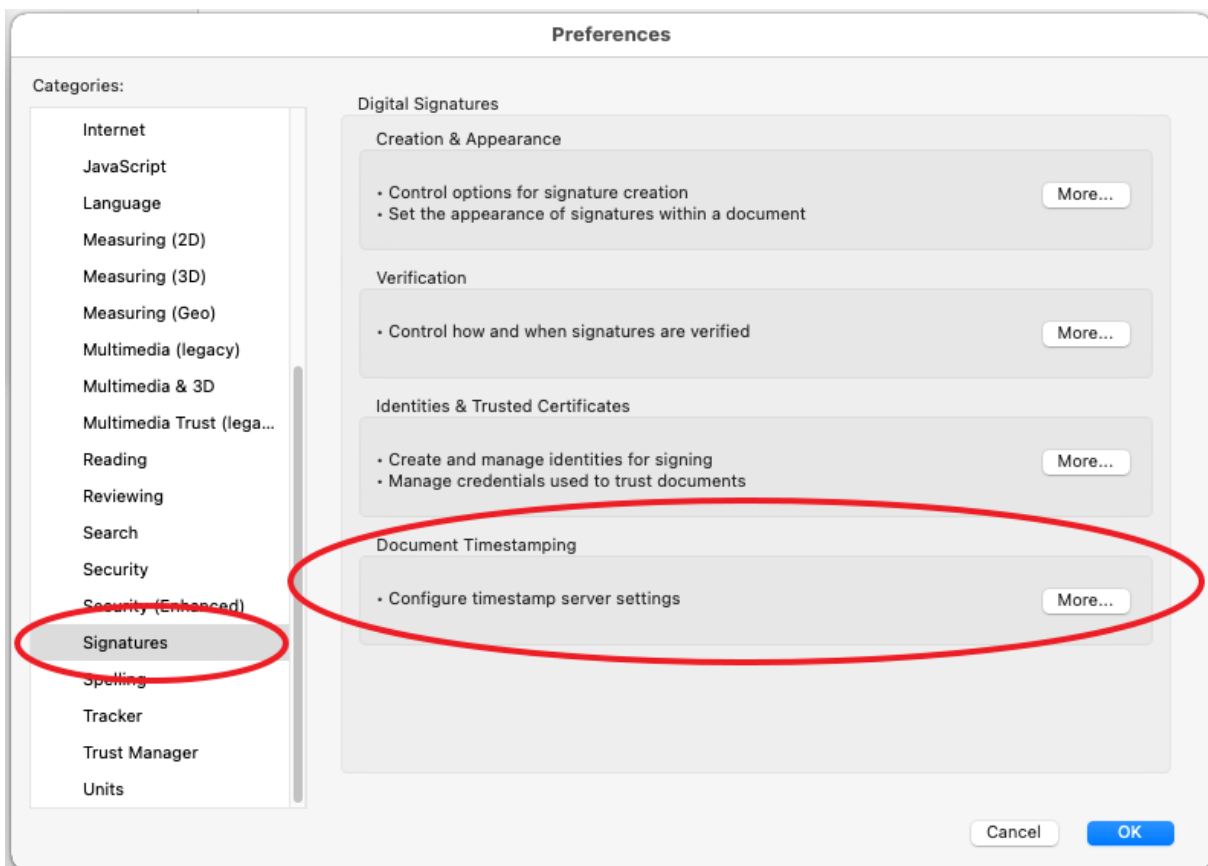 Preferences
Categories:
Internet
JavaScript
Language
Measuring (2D)
Measuring (3D)
Measuring (Geo)
Multimedia (legacy)
Multimedia & 3D
Multimedia Trust (lega...
Reading
Reviewing
Search
Security
Security (Enhanced)
Signatures
Spelling
Tracker
Trust Manager
Units
Digital Signatures
Creation & Appearance
• Control options for signature creation
• Set the appearance of signatures within a document
More...
Verification
• Control how and when signatures are verified
More...
Identities & Trusted Certificates
• Create and manage identities for signing
• Manage credentials used to trust documents
More...
Document Timestamping
• Configure timestamp server settings
More...
Cancel
OK